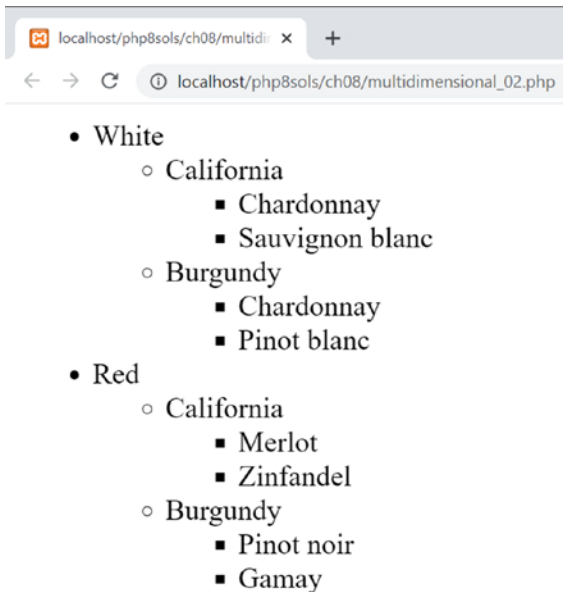 localhost/php8sols/ch08/multidi
localhost/php8sols/ch08/multidimensional_02.php
White
California
Chardonnay
Sauvignon blanc
Burgundy
Chardonnay
Pinot blanc
Red
California
Merlot
Zinfandel
Burgundy
Pinot noir
Gamay